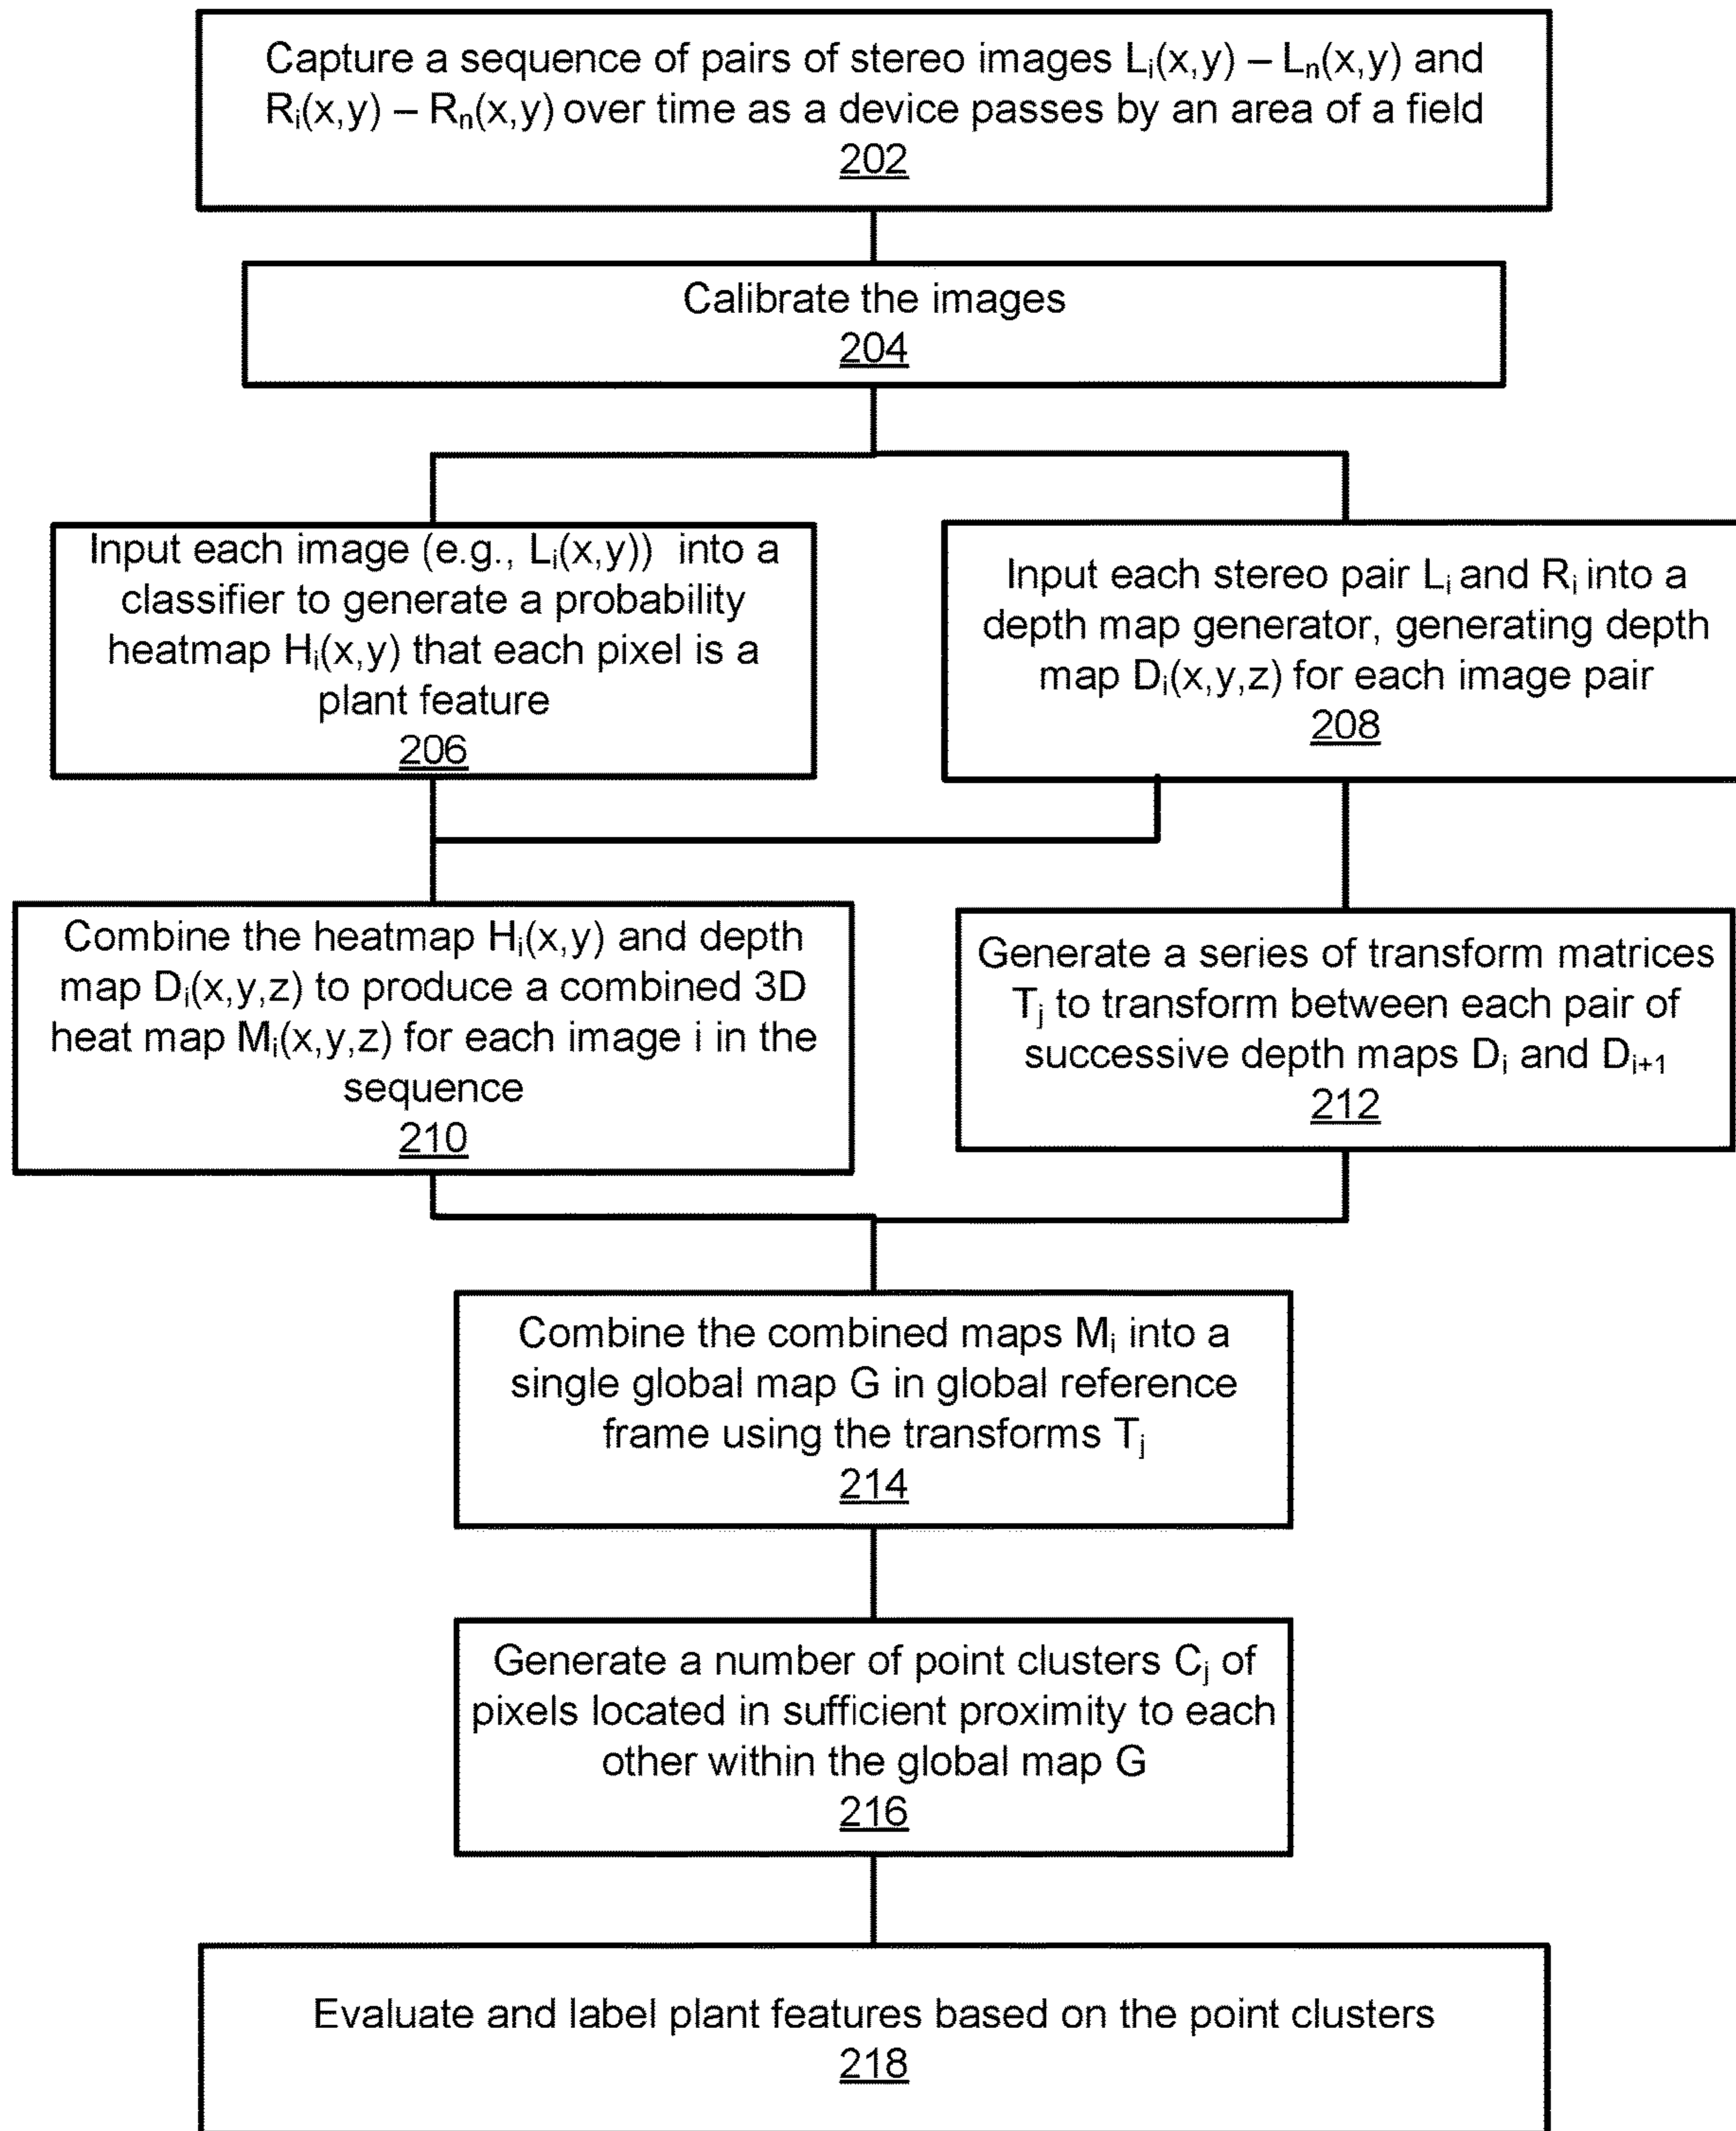 Capture a sequence of pairs of stereo images Lᵢ(x,y) – Lₙ(x,y) and
Rᵢ(x,y) – Rₙ(x,y) over time as a device passes by an area of a field
202
Calibrate the images
204
Input each image (e.g., Lᵢ(x,y)) into a
classifier to generate a probability
heatmap Hᵢ(x,y) that each pixel is a
plant feature
206
Input each stereo pair Lᵢ and Rᵢ into a
depth map generator, generating depth
map Dᵢ(x,y,z) for each image pair
208
Combine the heatmap Hᵢ(x,y) and depth
map Dᵢ(x,y,z) to produce a combined 3D
heat map Mᵢ(x,y,z) for each image i in the
sequence
210
Generate a series of transform matrices
Tⱼ to transform between each pair of
successive depth maps Dᵢ and Dᵢ₊₁
212
Combine the combined maps Mᵢ into a
single global map G in global reference
frame using the transforms Tⱼ
214
Generate a number of point clusters Cⱼ of
pixels located in sufficient proximity to each
other within the global map G
216
Evaluate and label plant features based on the point clusters
218